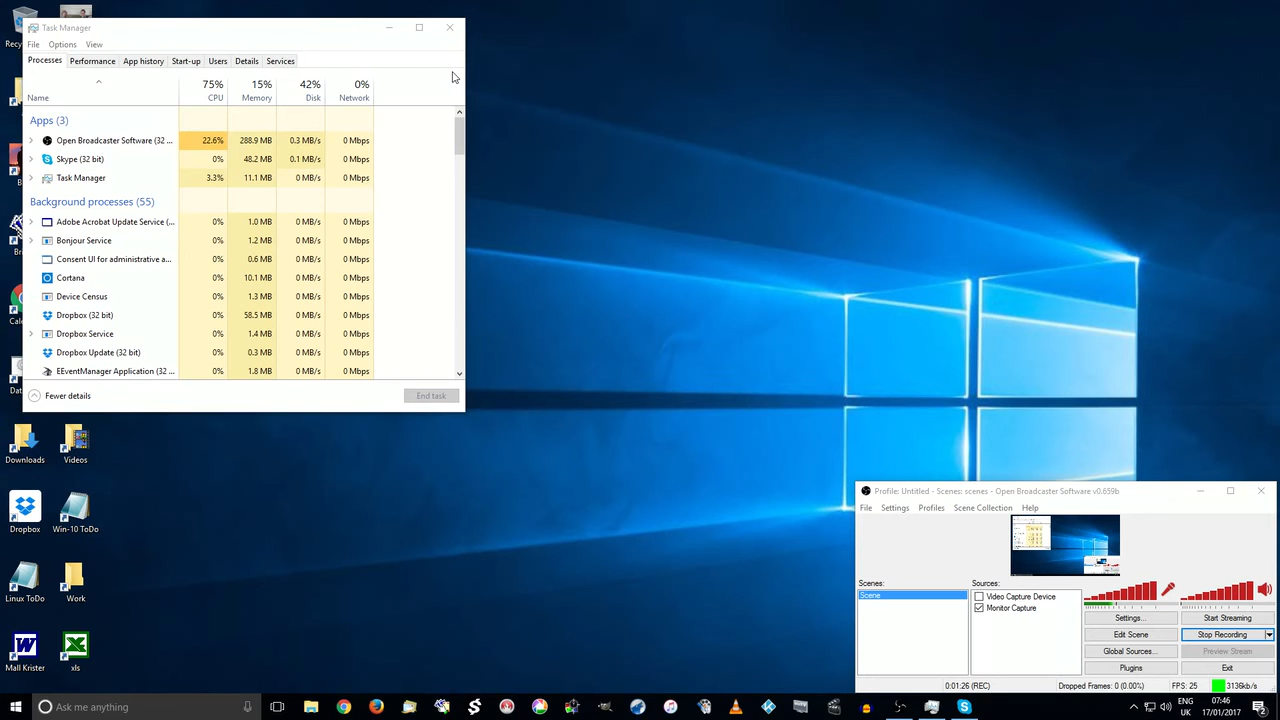 Task Manager
File Options View
Processes Performance App history Start-up Users Details Services
75% 15% 42% 0%
Name CPU Memory Disk Network
Apps (3)
Open Broadcaster Software (32 ... 22.6% 288.9 MB 0.3 MB/s 0 Mbps
Skype (32 bit) 0% 48.2 MB 0.1 MB/s 0 Mbps
Task Manager 3.3% 11.1 MB 0 MB/s 0 Mbps
Background processes (55)
Adobe Acrobat Update Service (... 0% 1.0 MB 0 MB/s 0 Mbps
Bonjour Service 0% 1.2 MB 0 MB/s 0 Mbps
Consent UI for administrative a... 0% 0.6 MB 0 MB/s 0 Mbps
Cortana 0% 10.1 MB 0 MB/s 0 Mbps
Device Census 0% 1.3 MB 0 MB/s 0 Mbps
Dropbox (32 bit) 0% 58.5 MB 0 MB/s 0 Mbps
Dropbox Service 0% 1.4 MB 0 MB/s 0 Mbps
Dropbox Update (32 bit) 0% 0.3 MB 0 MB/s 0 Mbps
EEventManager Application (32 ... 0% 1.8 MB 0 MB/s 0 Mbps
Fewer details End task
Downloads Videos
Dropbox Win-10 ToDo
Linux ToDo Work
Mall Krister xls
Profile: Untitled - Scenes: scenes - Open Broadcaster Software v0.659b
File Settings Profiles Scene Collection Help
Scenes: Sources:
Scene Video Capture Device
Monitor Capture
Settings... Start Streaming
Edit Scene Stop Recording
Global Sources... Preview Stream
Plugins Exit
0:01:26 (REC) Dropped Frames: 0 (0.00%) FPS: 25 3136kb/s
Ask me anything
ENG 07:46
UK 17/01/2017